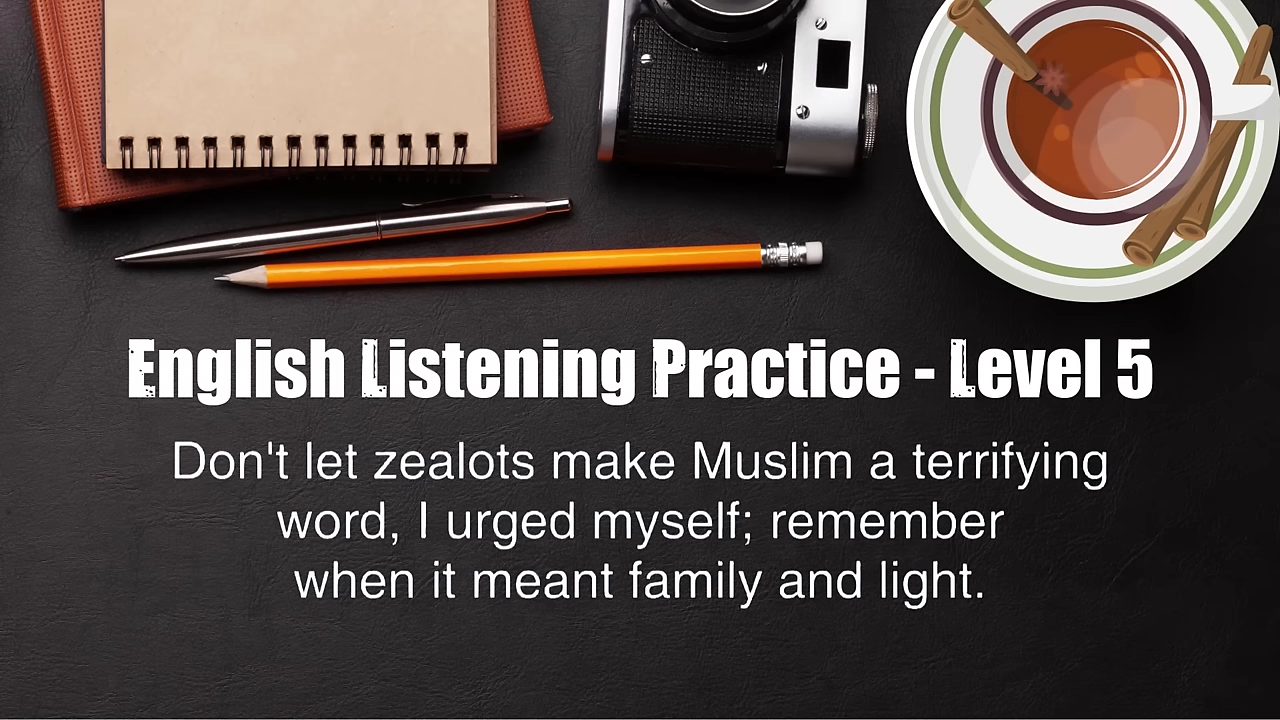 English Listening Practice - Level 5
Don't let zealots make Muslim a terrifying
word, I urged myself; remember
when it meant family and light.